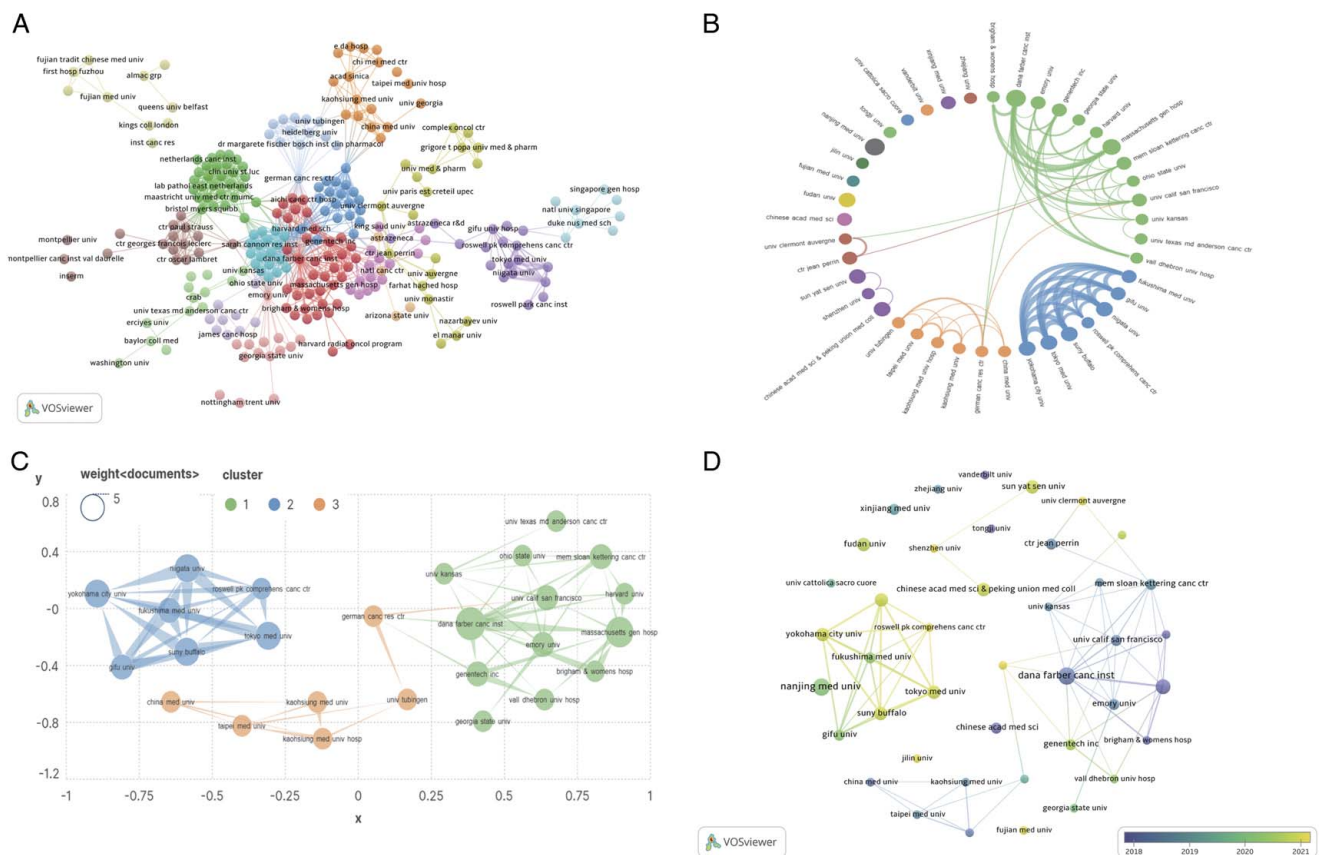 A
e da hosp
fujian tradit chinese med univ
chi mei med ctr
first hosp fuzhou
almac grp
acad sinica
taipei med univ hosp
fujian med univ
kaohsiung med univ
univ georgia
queens univ belfast
kings coll london
univ tubingen
china med univ
complex oncol ctr
heidelberg univ
inst canc res
dr margarete fischer bosch inst clin pharmacol
grigore t popa univ med & pharm
netherlands canc inst
clin univ st luc
univ med & pharm
german canc res ctr
lab pathol east netherlands
singapore gen hosp
maastricht univ med ctr mumc
aichi canc ctr hosp
univ paris est creteil upec
bristol myers squibb
univ clermont auvergne
natl univ singapore
ctr paul strauss
harvard med sch
king saud univ
astrazeneca r&d
gifu univ hosp
duke nus med sch
montpellier univ
ctr georges francois leclerc
sarah cannon res inst
genentech inc
astrazeneca
roswell pk comprehens canc ctr
ctr jean perrin
ctr oscar lambret
dana farber canc inst
tokyo med univ
inserm
univ kansas
natl canc ctr
univ auvergne
niigata univ
ohio state univ
massachusetts gen hosp
farhat hached hosp
crab
emory univ
univ monastir
roswell park canc inst
univ texas md anderson canc ctr
brigham & womens hosp
arizona state univ
erciyes univ
nazarbayev univ
baylor coll med
james canc hosp
harvard radiat oncol program
el manar univ
washington univ
georgia state univ
nottingham trent univ
VOSviewer
B
brigham & womens hosp
dana farber canc inst
emory univ
genentech inc
georgia state univ
harvard univ
massachusetts gen hosp
mem sloan kettering canc ctr
ohio state univ
univ calif san francisco
univ kansas
univ texas md anderson canc ctr
vall dhebron univ hosp
fukushima med univ
gifu univ
niigata univ
roswell pk comprehens canc ctr
suny buffalo
tokyo med univ
yokohama city univ
china med univ
german canc res ctr
kaohsiung med univ
kaohsiung med univ hosp
taipei med univ
univ tubingen
chinese acad med sci & peking union med coll
shenzhen univ
sun yat sen univ
ctr jean perrin
univ clermont auvergne
chinese acad med sci
fudan univ
fujian med univ
jilin univ
nanjing med univ
tongji univ
univ cattolica sacro cuore
vanderbilt univ
xinjiang med univ
zhejiang univ
C
weight<documents>
cluster
5
1
2
3
y
0.8
0.4
-0
-0.4
-0.8
-1.2
univ texas md anderson canc ctr
ohio state univ
mem sloan kettering canc ctr
niigata univ
univ kansas
yokohama city univ
roswell pk comprehens canc ctr
univ calif san francisco
harvard univ
fukushima med univ
german canc res ctr
dana farber canc inst
massachusetts gen hosp
tokyo med univ
emory univ
suny buffalo
gifu univ
genentech inc
brigham & womens hosp
china med univ
kaohsiung med univ
univ tubingen
vall dhebron univ hosp
taipei med univ
georgia state univ
kaohsiung med univ hosp
-1
-0.75
-0.5
-0.25
0
0.25
0.5
0.75
1
x
D
vanderbilt univ
zhejiang univ
sun yat sen univ
univ clermont auvergne
xinjiang med univ
tongji univ
fudan univ
shenzhen univ
ctr jean perrin
univ cattolica sacro cuore
chinese acad med sci & peking union med coll
mem sloan kettering canc ctr
univ kansas
yokohama city univ
roswell pk comprehens canc ctr
univ calif san francisco
fukushima med univ
dana farber canc inst
nanjing med univ
tokyo med univ
emory univ
suny buffalo
chinese acad med sci
gifu univ
genentech inc
brigham & womens hosp
jilin univ
china med univ
kaohsiung med univ
vall dhebron univ hosp
taipei med univ
georgia state univ
fujian med univ
VOSviewer
2018
2019
2020
2021